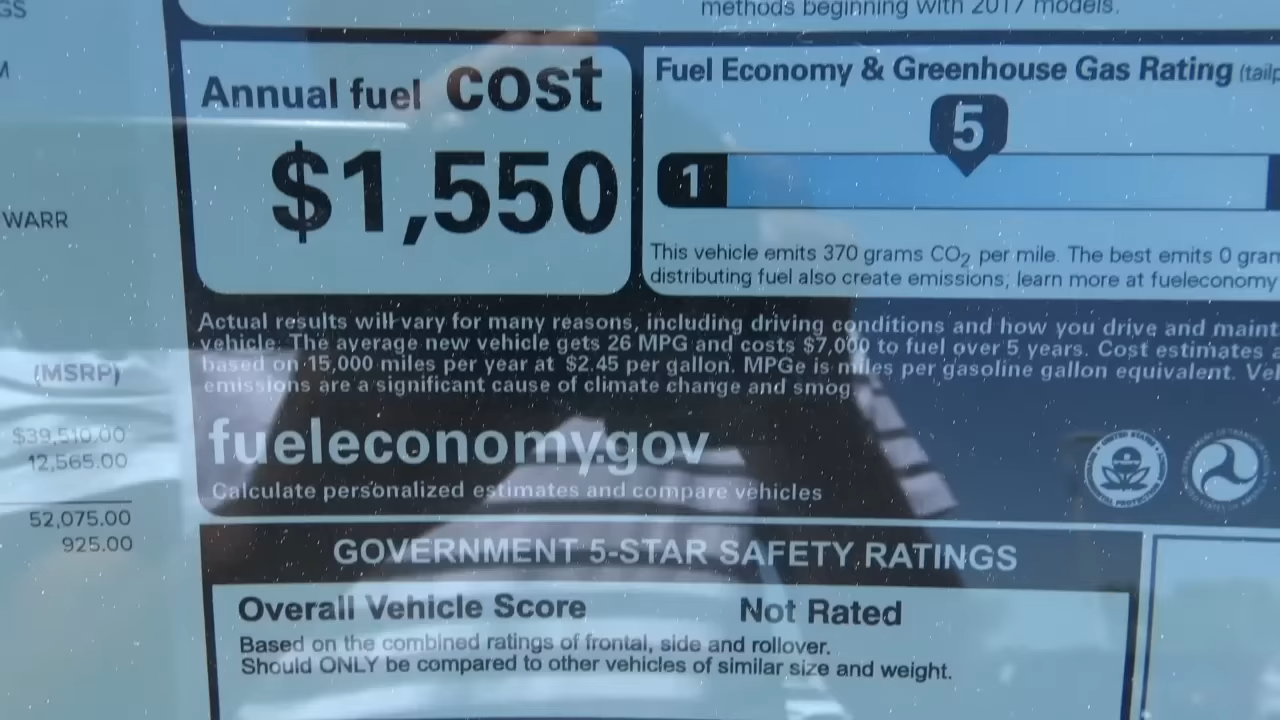 GS
M
WARR
(MSRP)
$39,510.00
12,565.00
52,075.00
925.00
methods beginning with 2017 models.
Annual fuel cost
$1,550
Fuel Economy & Greenhouse Gas Rating (tailp
5
1
This vehicle emits 370 grams CO2 per mile. The best emits 0 gram
distributing fuel also create emissions; learn more at fueleconomy
Actual results will vary for many reasons, including driving conditions and how you drive and maint
vehicle. The average new vehicle gets 26 MPG and costs $7,000 to fuel over 5 years. Cost estimates
based on 15,000 miles per year at $2.45 per gallon. MPGe is miles per gasoline gallon equivalent. Vel
emissions are a significant cause of climate change and smog.
fueleconomy.gov
Calculate personalized estimates and compare vehicles
GOVERNMENT 5-STAR SAFETY RATINGS
Overall Vehicle Score Not Rated
Based on the combined ratings of frontal, side and rollover.
Should ONLY be compared to other vehicles of similar size and weight.